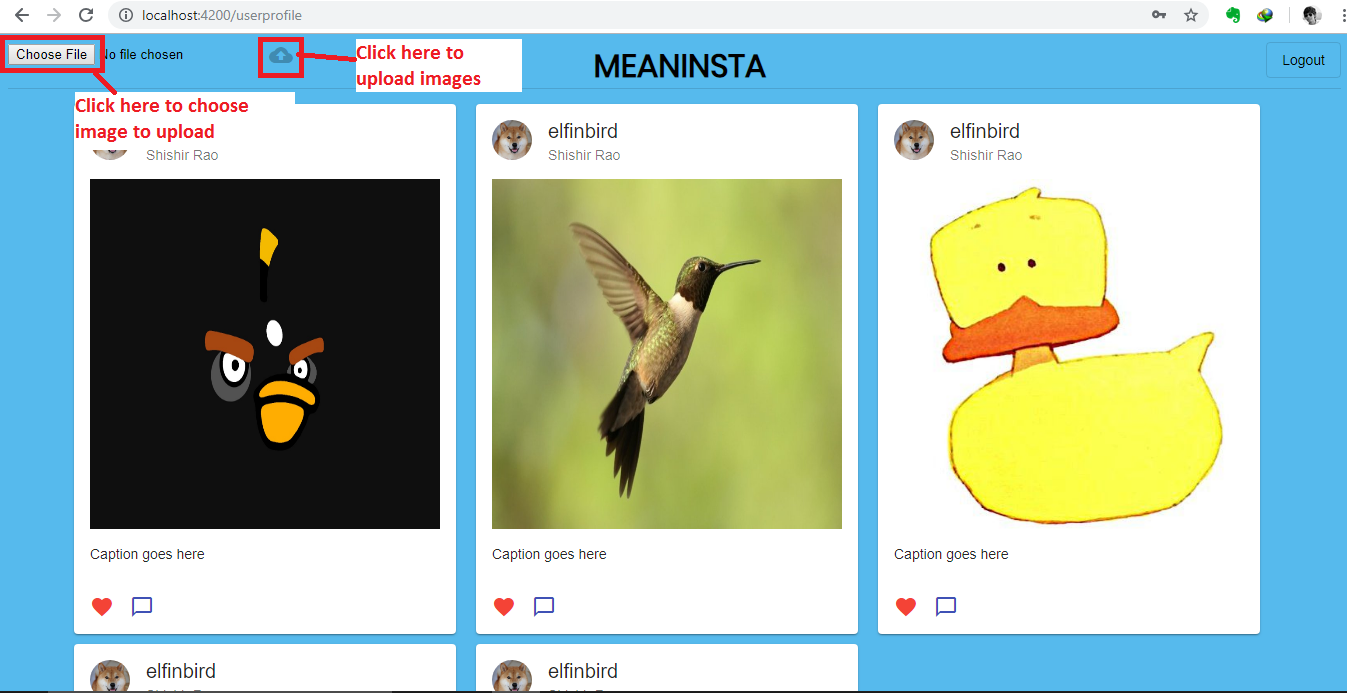 localhost:4200/userprofile
Choose File No file chosen
Click here to
upload images
MEANINSTA
Logout
Click here to choose
image to upload
Shishir Rao
elfinbird
Shishir Rao
elfinbird
Shishir Rao
Caption goes here
Caption goes here
Caption goes here
elfinbird
elfinbird